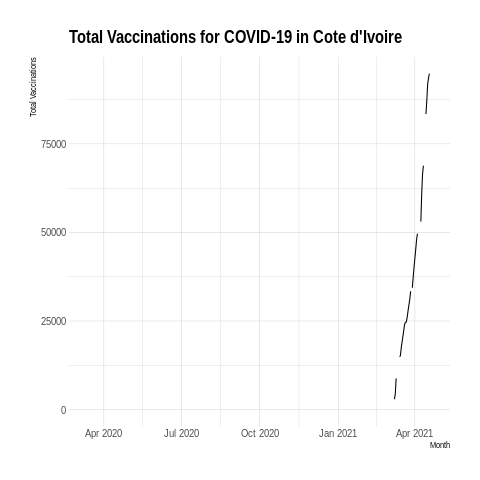 Total Vaccinations for COVID-19 in Cote d'Ivoire
Total Vaccinations
75000
50000
25000
0
Apr 2020 Jul 2020 Oct 2020 Jan 2021 Apr 2021
Month